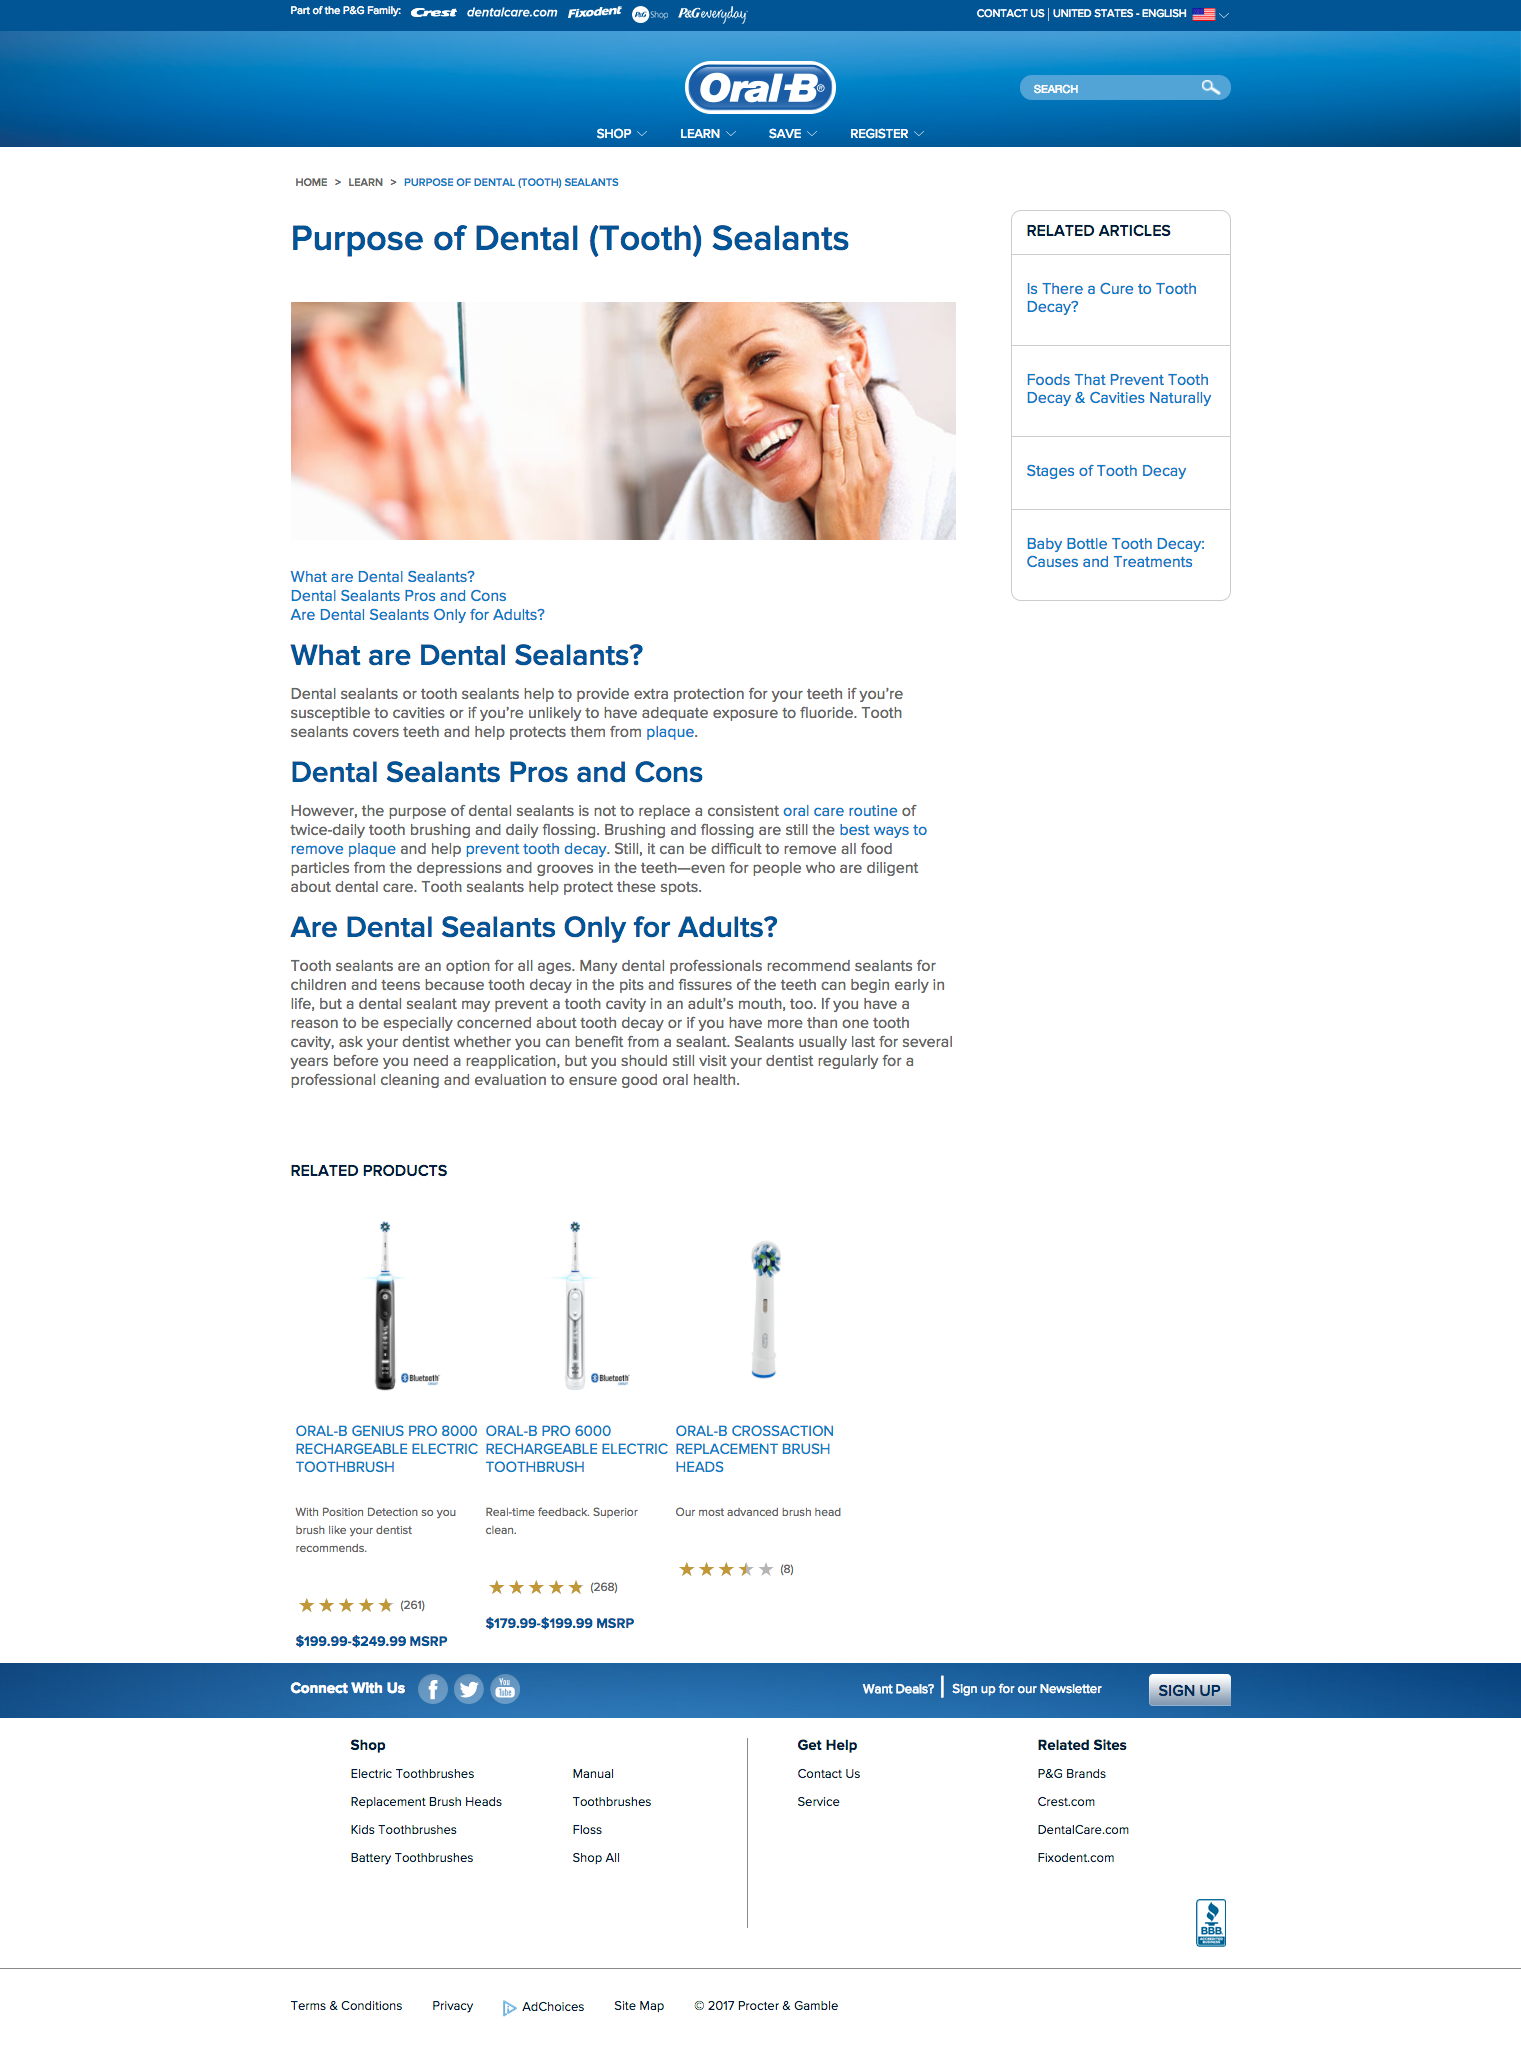 Part of the P&G Family: Crest dentalcare.com Fixodent P&G Shop P&G everyday
CONTACT US | UNITED STATES - ENGLISH
Oral-B®
SEARCH
SHOP LEARN SAVE REGISTER
HOME > LEARN > PURPOSE OF DENTAL (TOOTH) SEALANTS
Purpose of Dental (Tooth) Sealants
What are Dental Sealants?
Dental Sealants Pros and Cons
Are Dental Sealants Only for Adults?
What are Dental Sealants?
Dental sealants or tooth sealants help to provide extra protection for your teeth if you’re
susceptible to cavities or if you’re unlikely to have adequate exposure to fluoride. Tooth
sealants covers teeth and help protects them from plaque.
Dental Sealants Pros and Cons
However, the purpose of dental sealants is not to replace a consistent oral care routine of
twice-daily tooth brushing and daily flossing. Brushing and flossing are still the best ways to
remove plaque and help prevent tooth decay. Still, it can be difficult to remove all food
particles from the depressions and grooves in the teeth—even for people who are diligent
about dental care. Tooth sealants help protect these spots.
Are Dental Sealants Only for Adults?
Tooth sealants are an option for all ages. Many dental professionals recommend sealants for
children and teens because tooth decay in the pits and fissures of the teeth can begin early in
life, but a dental sealant may prevent a tooth cavity in an adult’s mouth, too. If you have a
reason to be especially concerned about tooth decay or if you have more than one tooth
cavity, ask your dentist whether you can benefit from a sealant. Sealants usually last for several
years before you need a reapplication, but you should still visit your dentist regularly for a
professional cleaning and evaluation to ensure good oral health.
RELATED ARTICLES
Is There a Cure to Tooth
Decay?
Foods That Prevent Tooth
Decay & Cavities Naturally
Stages of Tooth Decay
Baby Bottle Tooth Decay:
Causes and Treatments
RELATED PRODUCTS
Bluetooth
ORAL-B GENIUS PRO 8000
RECHARGEABLE ELECTRIC
TOOTHBRUSH
With Position Detection so you
brush like your dentist
recommends.
(261)
$199.99-$249.99 MSRP
Bluetooth
ORAL-B PRO 6000
RECHARGEABLE ELECTRIC
TOOTHBRUSH
Real-time feedback. Superior
clean.
(268)
$179.99-$199.99 MSRP
ORAL-B CROSSACTION
REPLACEMENT BRUSH
HEADS
Our most advanced brush head
(8)
Connect With Us
You
Tube
Want Deals? | Sign up for our Newsletter
SIGN UP
Shop
Electric Toothbrushes
Replacement Brush Heads
Kids Toothbrushes
Battery Toothbrushes
Manual
Toothbrushes
Floss
Shop All
Get Help
Contact Us
Service
Related Sites
P&G Brands
Crest.com
DentalCare.com
Fixodent.com
BBB
ACCREDITED
BUSINESS
Terms & Conditions Privacy AdChoices Site Map © 2017 Procter & Gamble